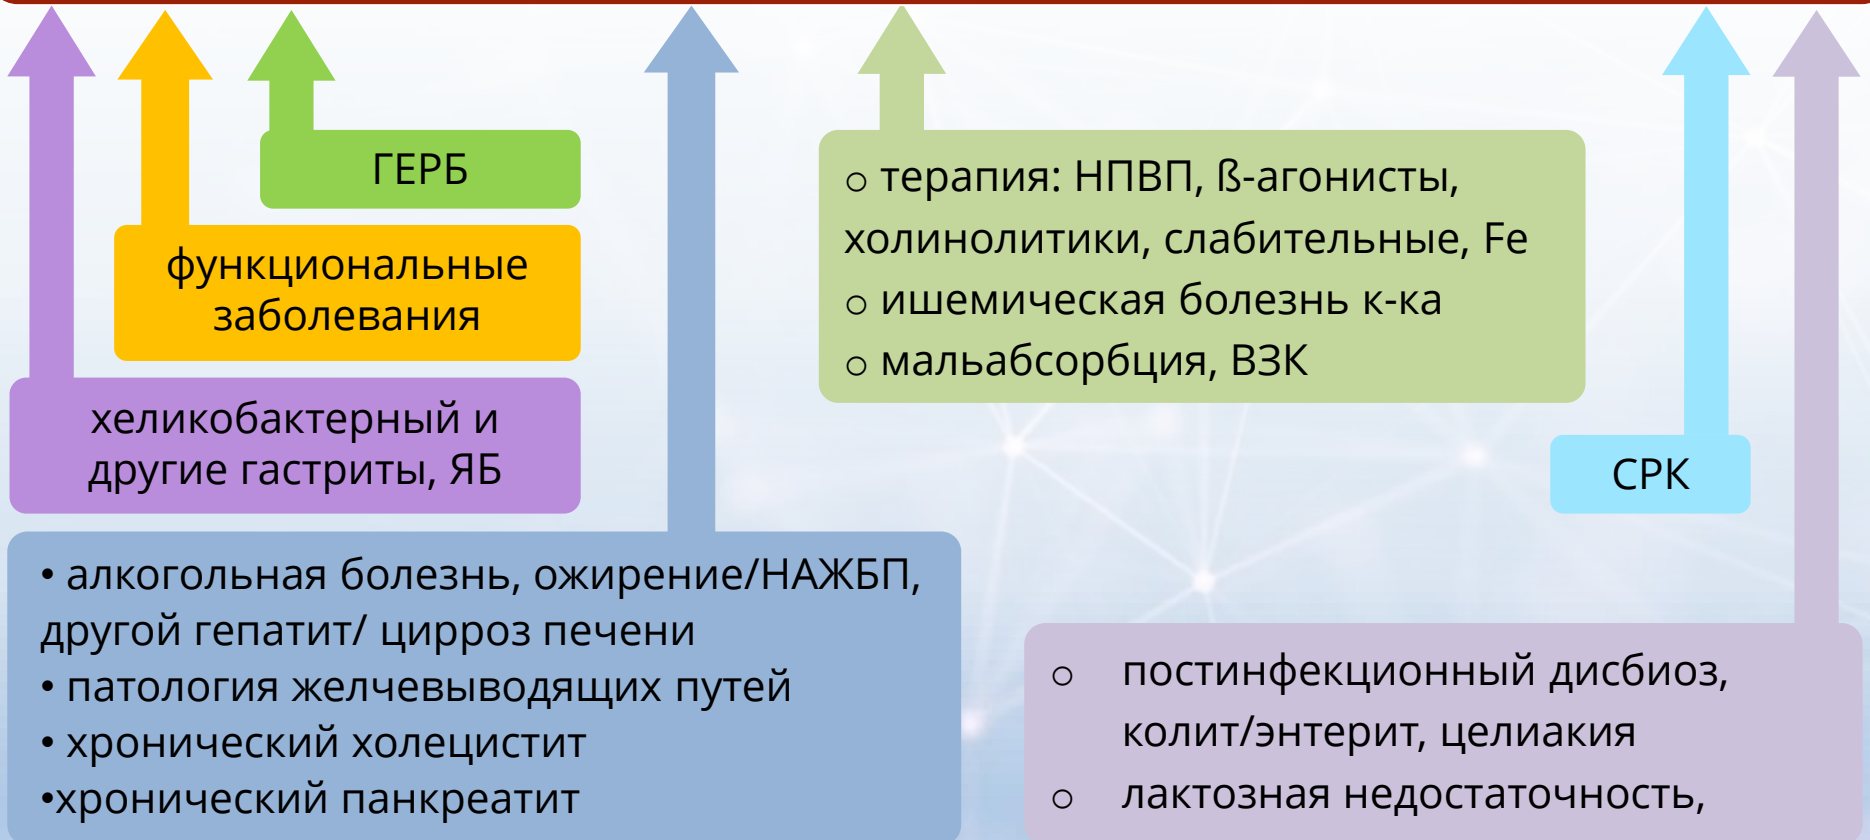 ГЕРБ
функциональные
заболевания
хеликобактерный и
другие гастриты, ЯБ
• алкогольная болезнь, ожирение/НАЖБП,
другой гепатит/ цирроз печени
• патология желчевыводящих путей
• хронический холецистит
•хронический панкреатит
o терапия: НПВП, ß-агонисты,
холинолитики, слабительные, Fe
o ишемическая болезнь к-ка
o мальабсорбция, ВЗК
СРК
o постинфекционный дисбиоз,
колит/энтерит, целиакия
o лактозная недостаточность,